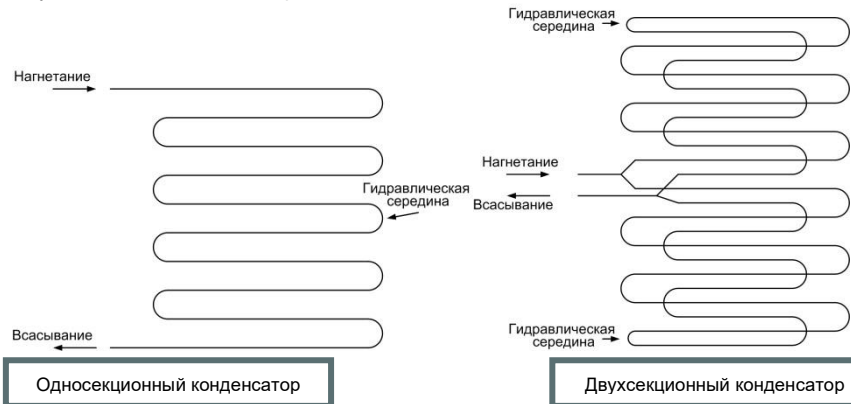 Гидравлическая
середина
Нагнетание
Гидравлическая
середина
Всасывание
Нагнетание
Всасывание
Гидравлическая
середина
Односекционный конденсатор
Двухсекционный конденсатор